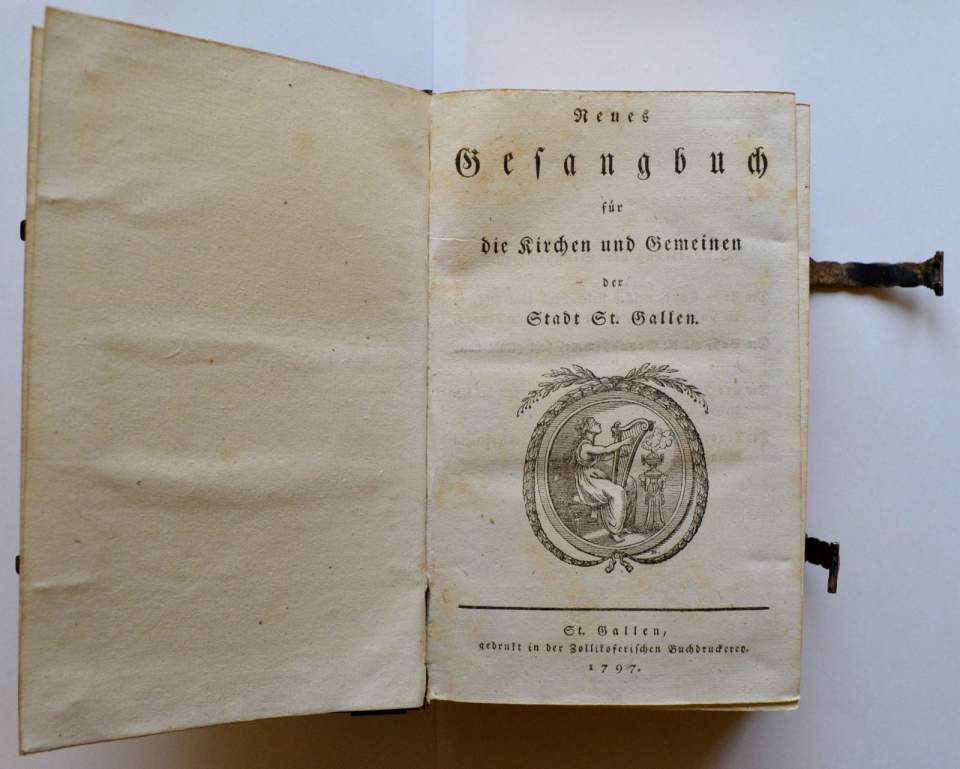 Neues
Geſangbuch
für
die Kirchen und Gemeinen
der
Stadt St. Gallen.
St. Gallen,
gedrukt in der Zollikoferiſchen Buchdruckerey.
1797.